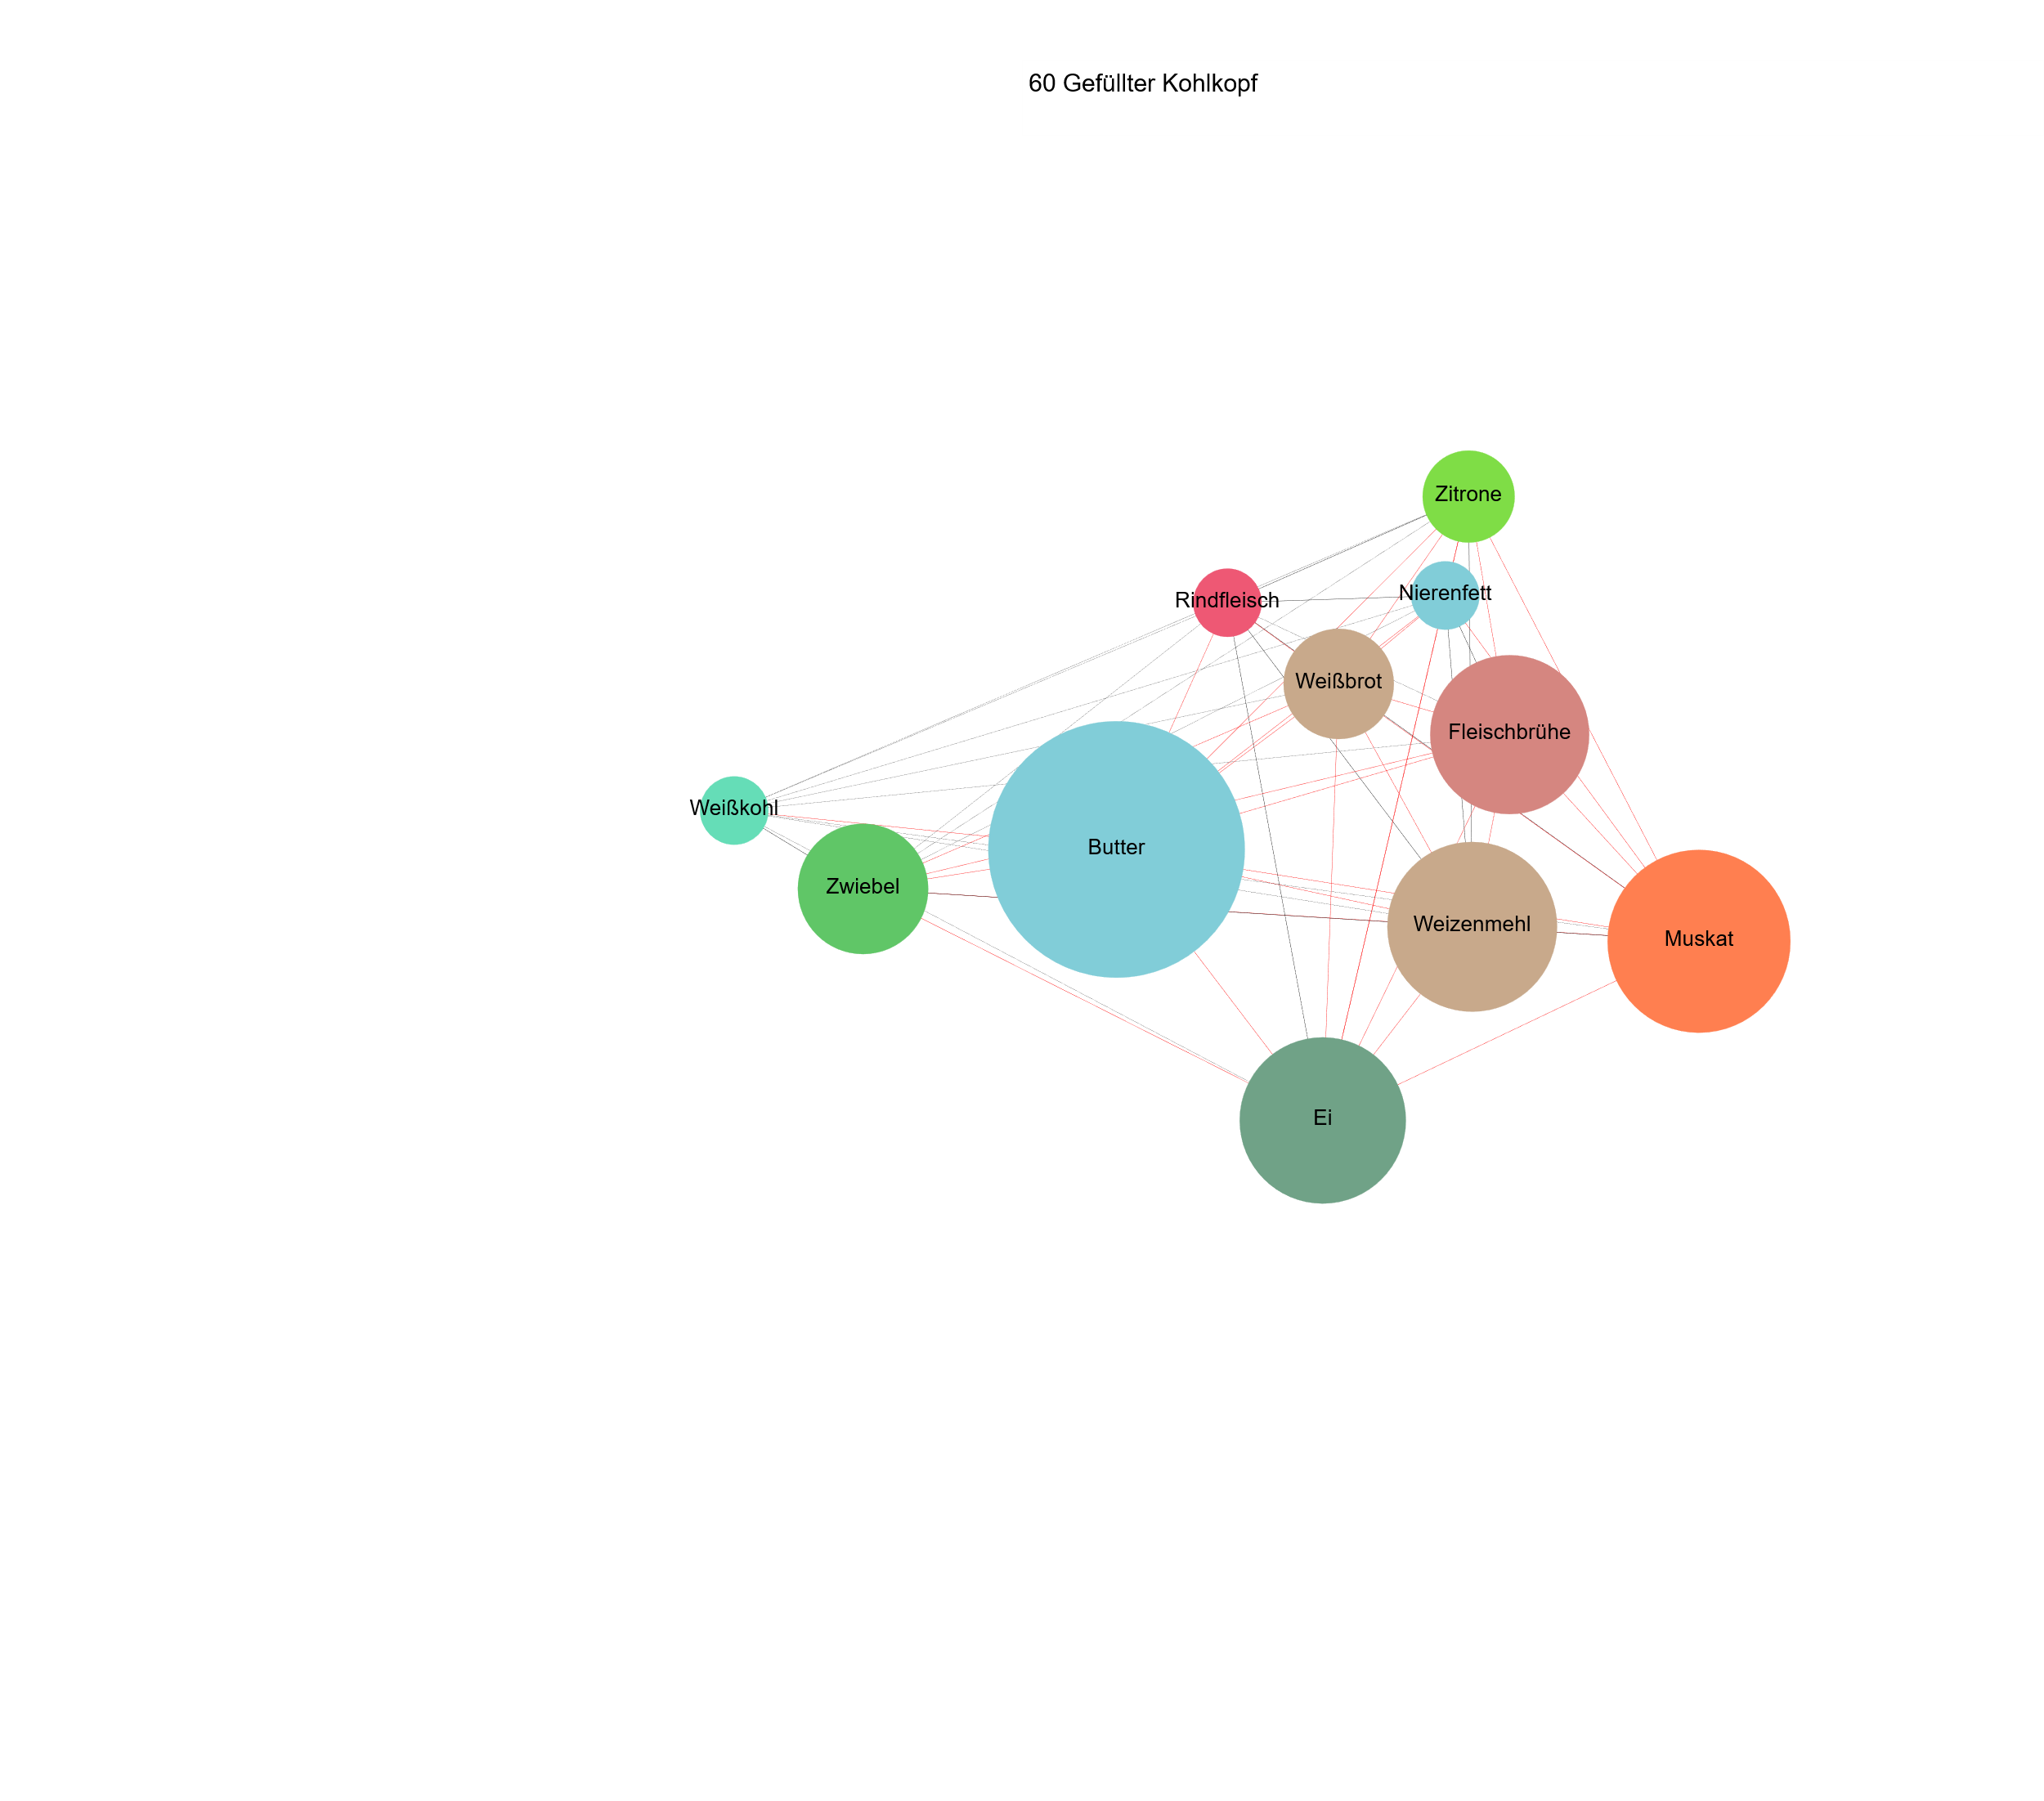 60 Gefüllter Kohlkopf
Zitrone
Nierenfett
Rindfleisch
Weißbrot
Fleischbrühe
Weißkohl
Butter
Zwiebel
Weizenmehl
Muskat
Ei